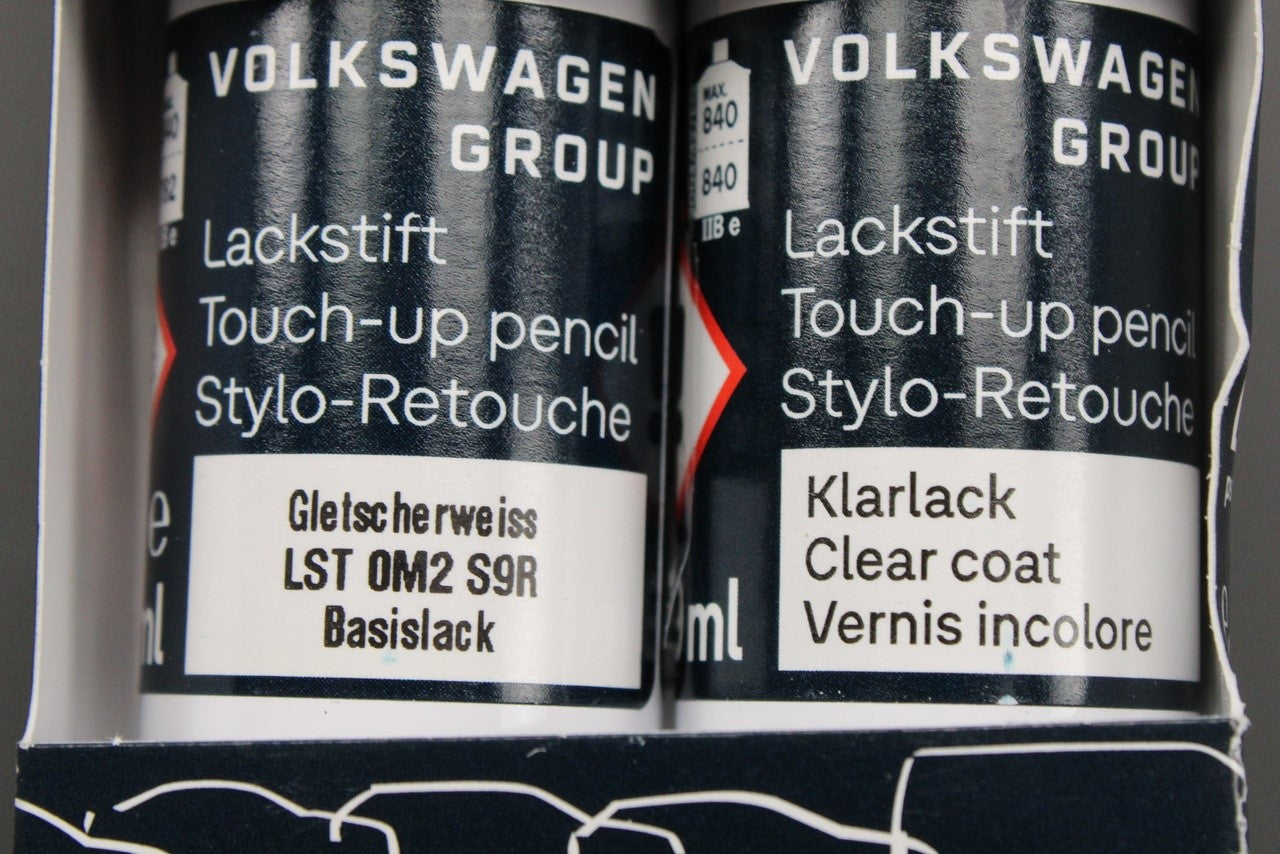 VOLKSWAGEN
GROUP
Lackstift
Touch-up pencil
Stylo-Retouche
Gletscherweiss
LST 0M2 S9R
Basislack
VOLKSWAGEN
GROUP
MAX.
840
840
IIB e
Lackstift
Touch-up pencil
Stylo-Retouche
Klarlack
Clear coat
Vernis incolore
ml